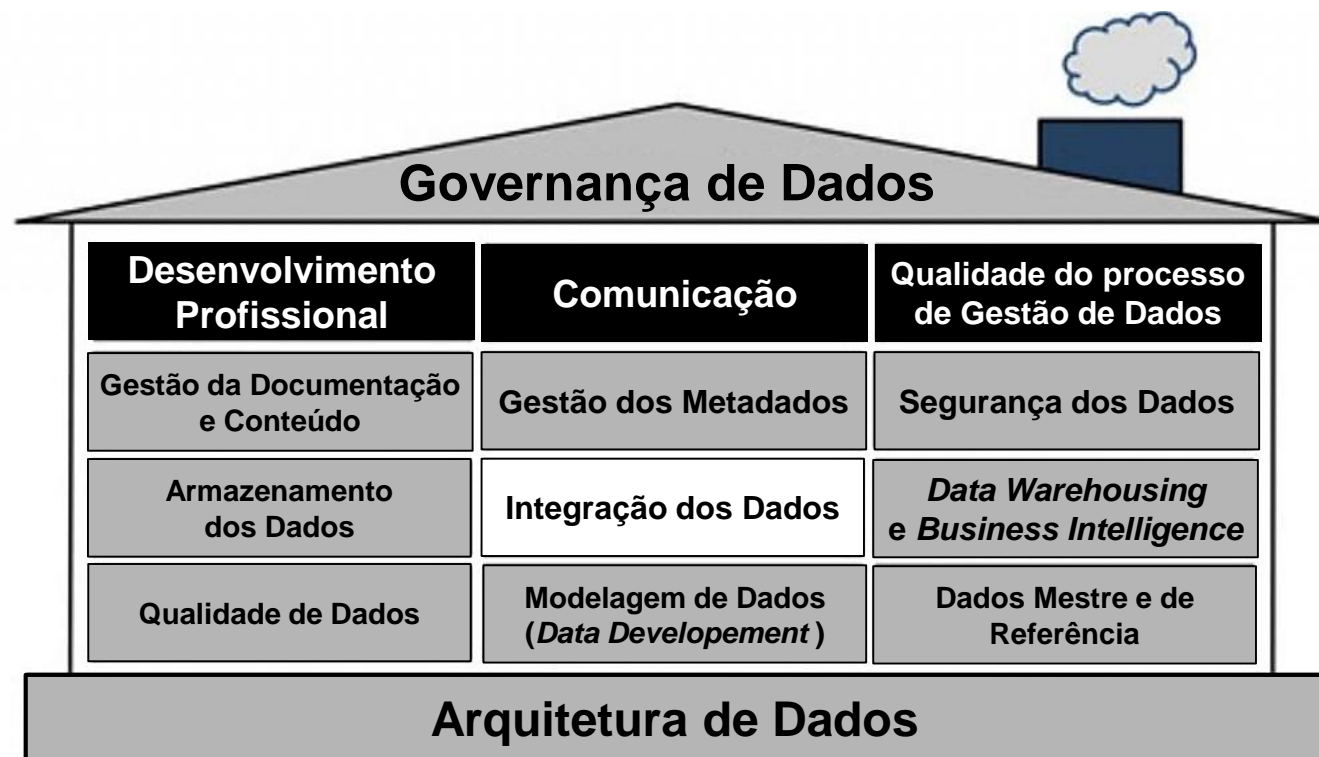 Governança de Dados
Desenvolvimento
Profissional
Comunicação
Qualidade do processo
de Gestão de Dados
Gestão da Documentação
e Conteúdo
Gestão dos Metadados
Segurança dos Dados
Armazenamento
dos Dados
Integração dos Dados
Data Warehousing
e Business Intelligence
Qualidade de Dados
Modelagem de Dados
(Data Developement )
Dados Mestre e de
Referência
Arquitetura de Dados